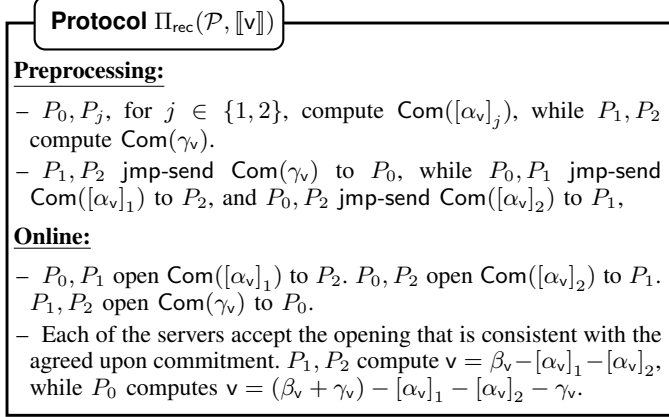 Protocol Π_rec(𝒫, ⟦v⟧)
Preprocessing:
– P_0, P_j, for j ∈ {1, 2}, compute Com([α_v]_j), while P_1, P_2
compute Com(γ_v).
– P_1, P_2 jmp-send Com(γ_v) to P_0, while P_0, P_1 jmp-send
Com([α_v]_1) to P_2, and P_0, P_2 jmp-send Com([α_v]_2) to P_1,
Online:
– P_0, P_1 open Com([α_v]_1) to P_2. P_0, P_2 open Com([α_v]_2) to P_1.
P_1, P_2 open Com(γ_v) to P_0.
– Each of the servers accept the opening that is consistent with the
agreed upon commitment. P_1, P_2 compute v = β_v−[α_v]_1−[α_v]_2,
while P_0 computes v = (β_v + γ_v) − [α_v]_1 − [α_v]_2 − γ_v.